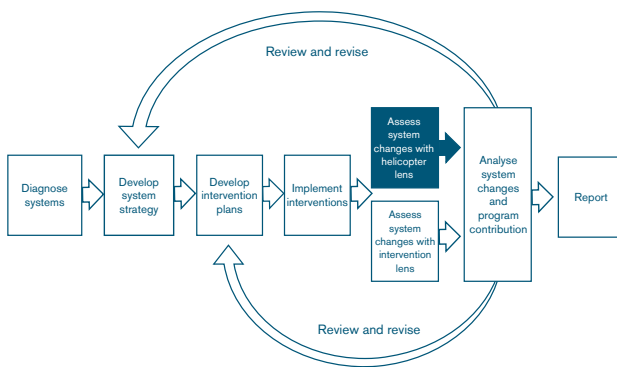 Review and revise
Diagnose
systems
Develop
system
strategy
Develop
intervention
plans
Implement
interventions
Assess
system
changes with
helicopter
lens
Assess
system
changes with
intervention
lens
Analyse
system
changes
and
program
contribution
Report
Review and revise